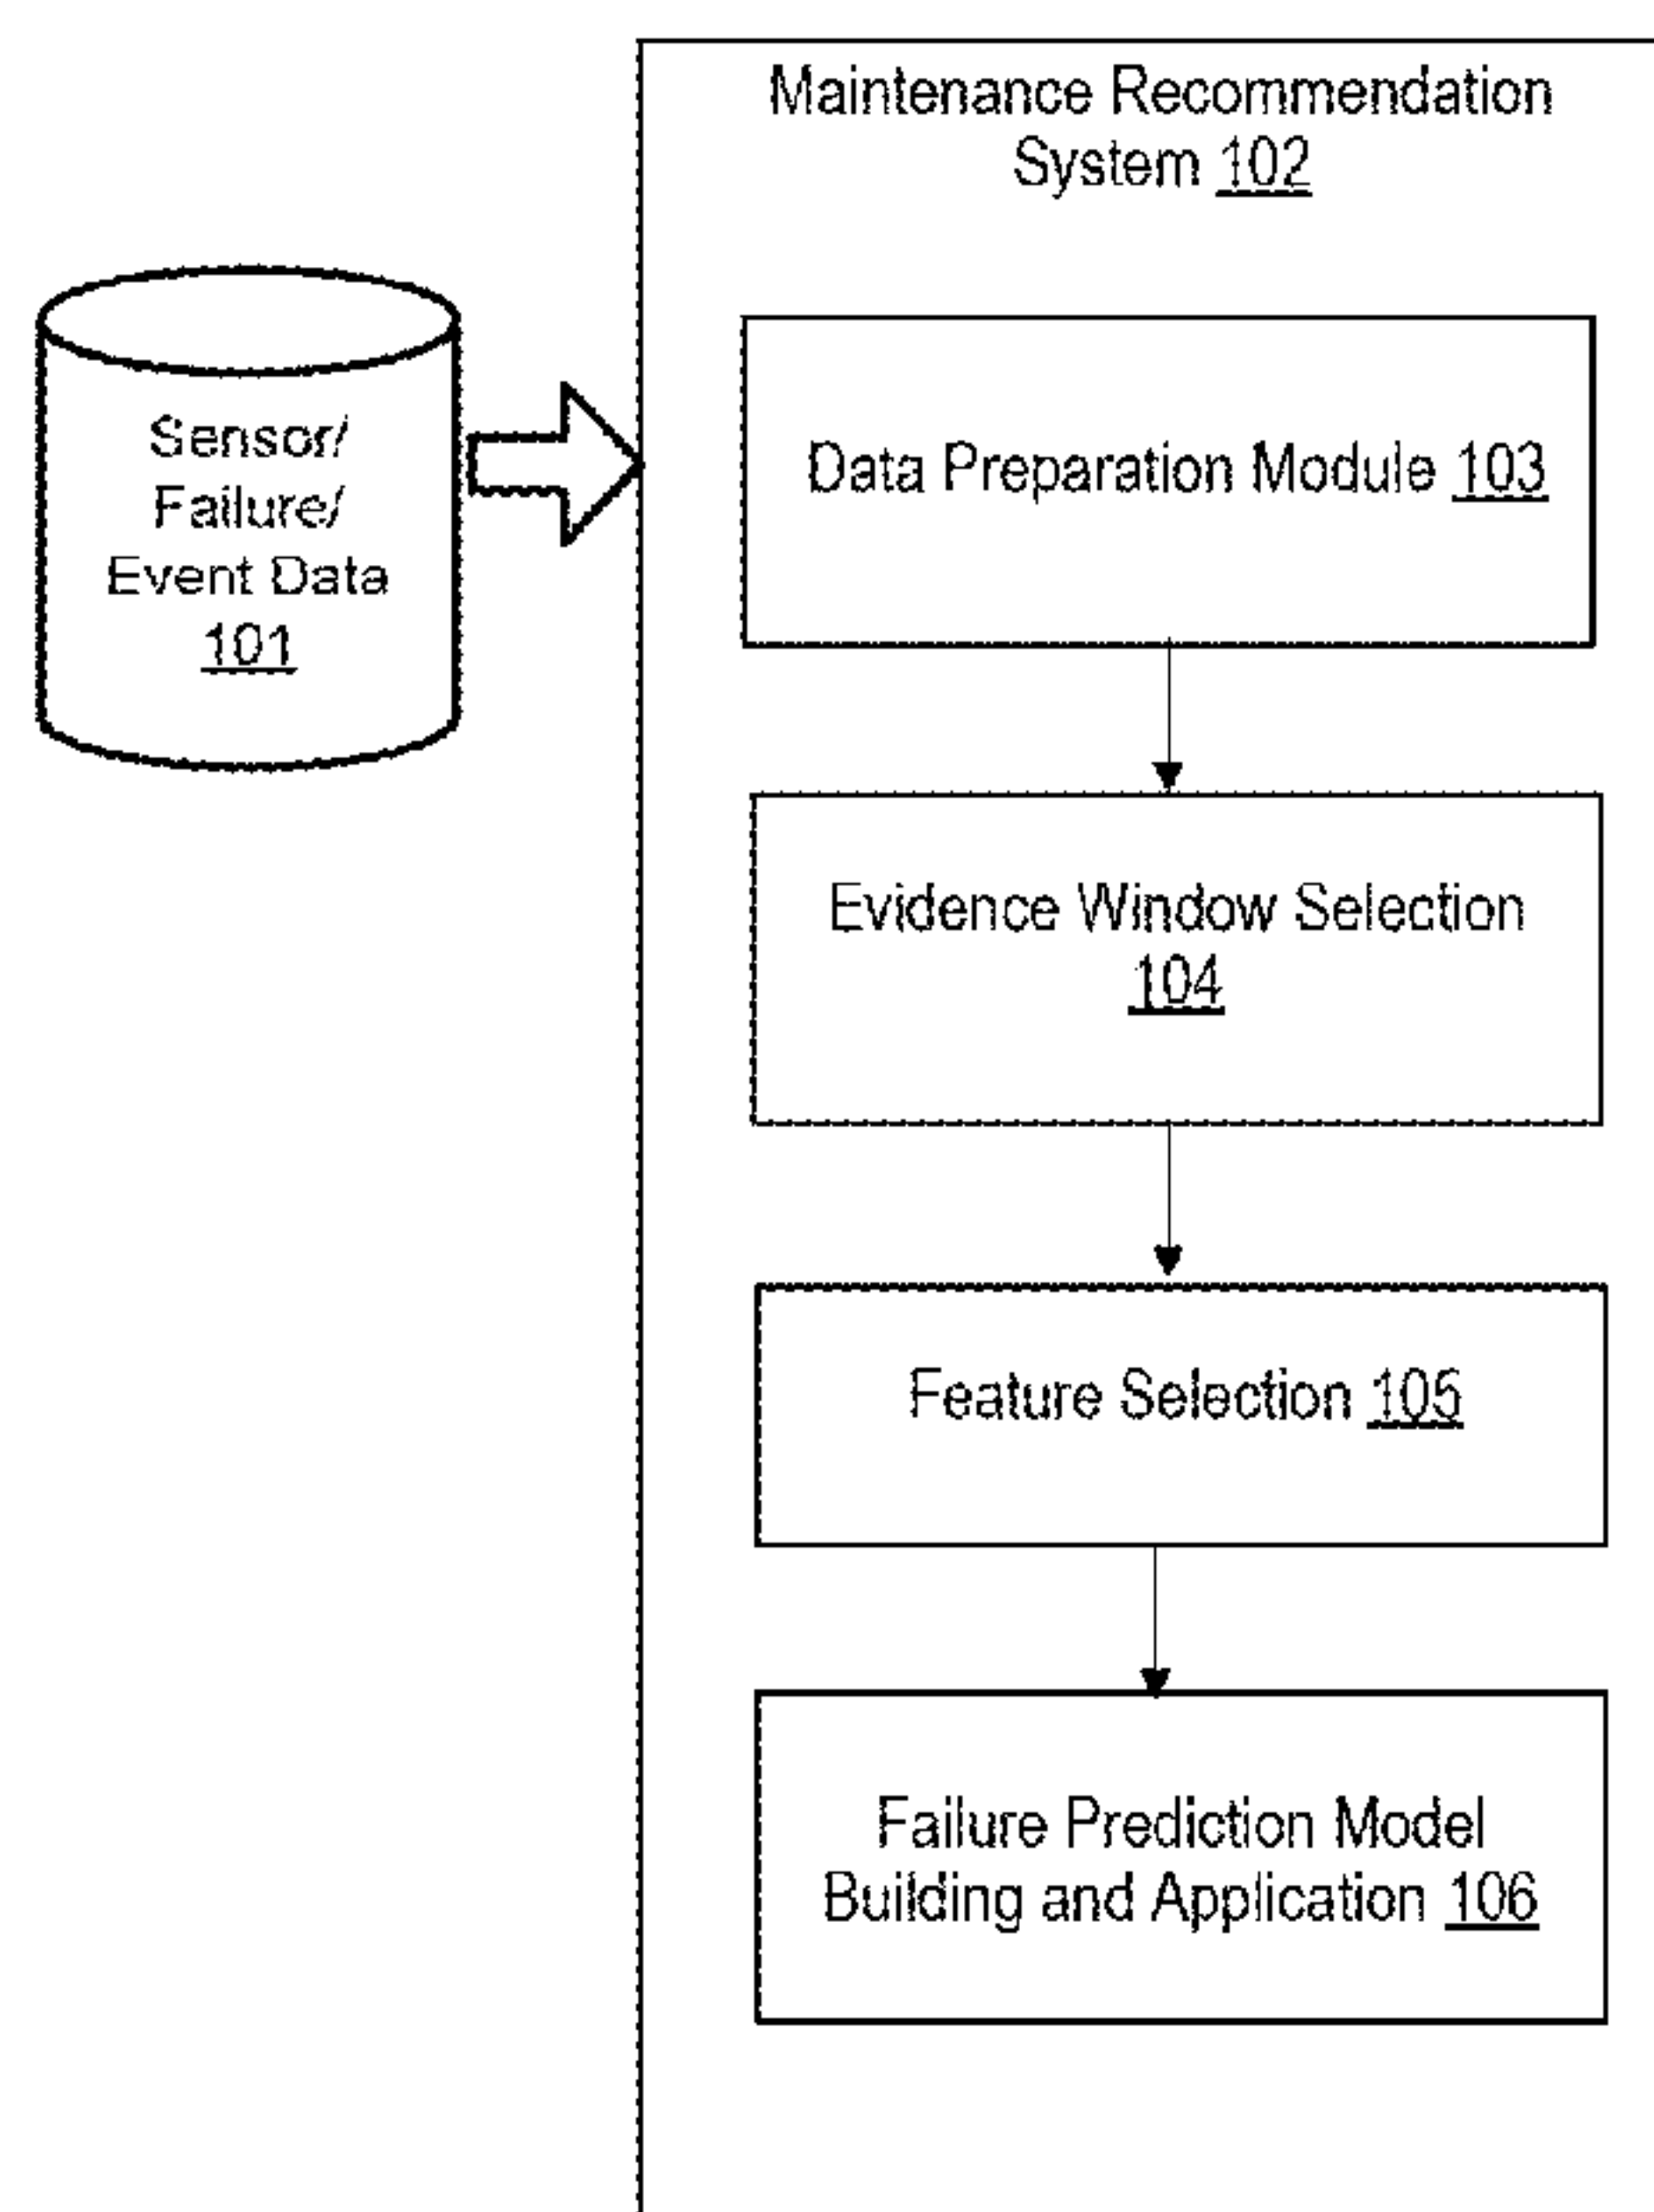 Maintenance Recommendation
System 102
Sensor/
Failure/
Event Data
101
Data Preparation Module 103
Evidence Window Selection
104
Feature Selection 105
Failure Prediction Model
Building and Application 106